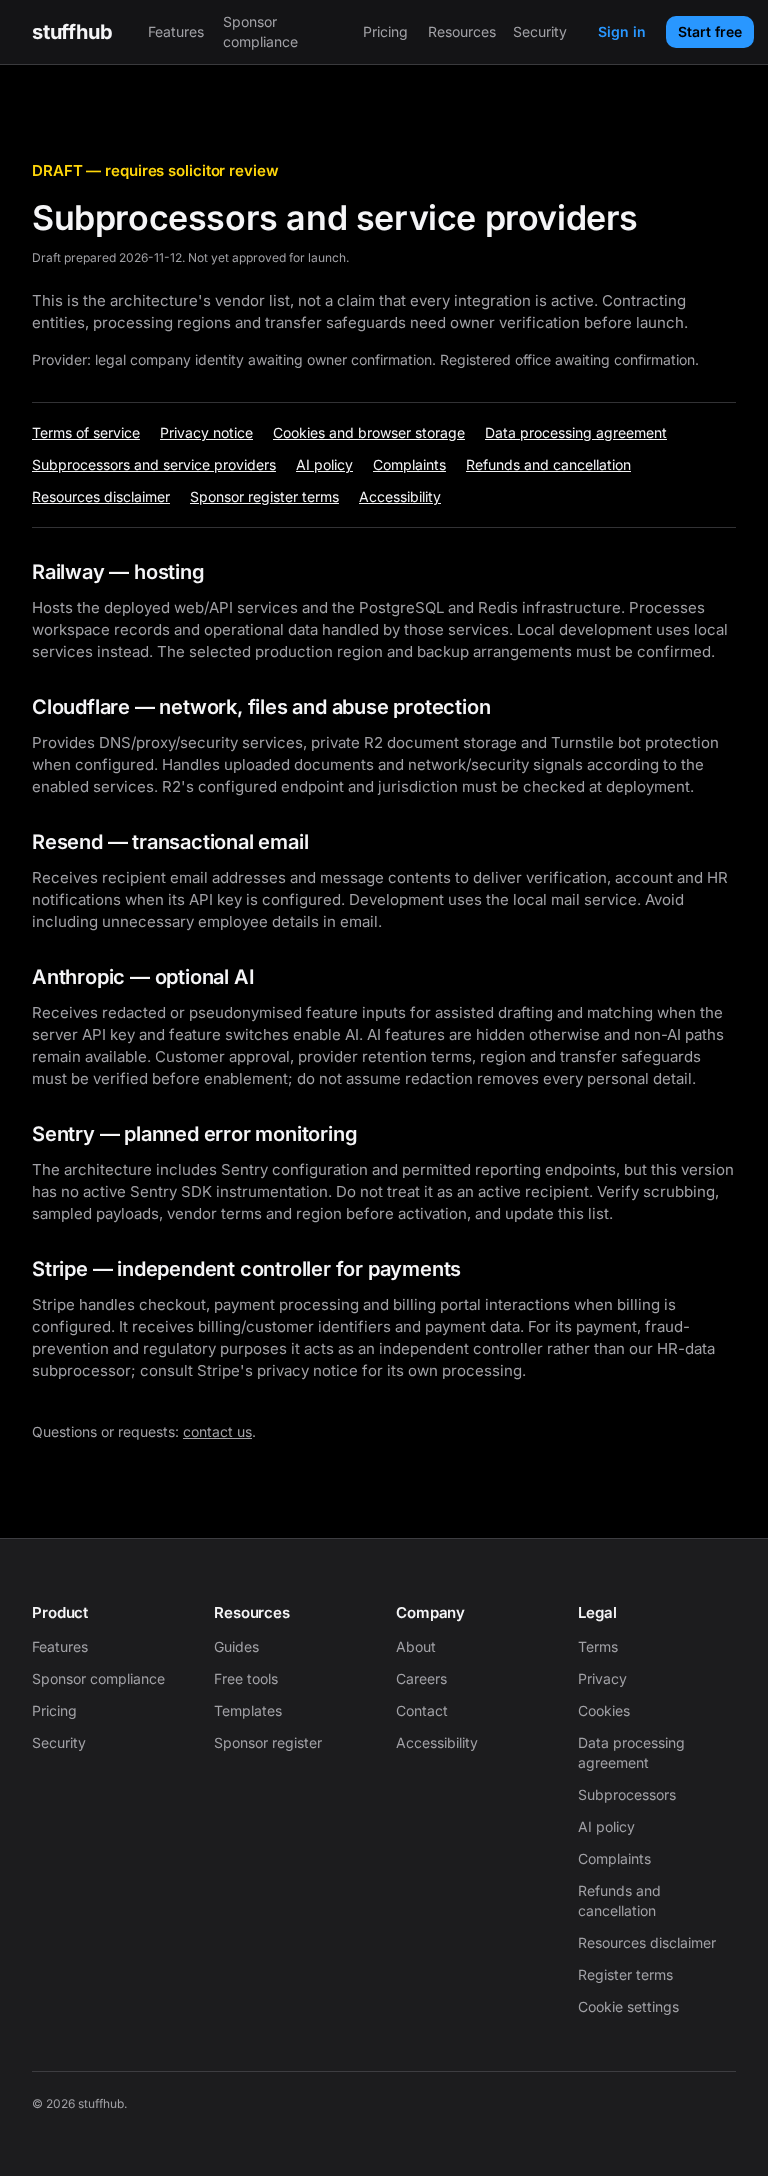 stuffhub
Features
Sponsor
compliance
Pricing
Resources
Security
Sign in
Start free
DRAFT — requires solicitor review
Subprocessors and service providers
Draft prepared 2026-11-12. Not yet approved for launch.
This is the architecture's vendor list, not a claim that every integration is active. Contracting
entities, processing regions and transfer safeguards need owner verification before launch.
Provider: legal company identity awaiting owner confirmation. Registered office awaiting confirmation.
Terms of service Privacy notice Cookies and browser storage Data processing agreement
Subprocessors and service providers AI policy Complaints Refunds and cancellation
Resources disclaimer Sponsor register terms Accessibility
Railway — hosting
Hosts the deployed web/API services and the PostgreSQL and Redis infrastructure. Processes
workspace records and operational data handled by those services. Local development uses local
services instead. The selected production region and backup arrangements must be confirmed.
Cloudflare — network, files and abuse protection
Provides DNS/proxy/security services, private R2 document storage and Turnstile bot protection
when configured. Handles uploaded documents and network/security signals according to the
enabled services. R2's configured endpoint and jurisdiction must be checked at deployment.
Resend — transactional email
Receives recipient email addresses and message contents to deliver verification, account and HR
notifications when its API key is configured. Development uses the local mail service. Avoid
including unnecessary employee details in email.
Anthropic — optional AI
Receives redacted or pseudonymised feature inputs for assisted drafting and matching when the
server API key and feature switches enable AI. AI features are hidden otherwise and non-AI paths
remain available. Customer approval, provider retention terms, region and transfer safeguards
must be verified before enablement; do not assume redaction removes every personal detail.
Sentry — planned error monitoring
The architecture includes Sentry configuration and permitted reporting endpoints, but this version
has no active Sentry SDK instrumentation. Do not treat it as an active recipient. Verify scrubbing,
sampled payloads, vendor terms and region before activation, and update this list.
Stripe — independent controller for payments
Stripe handles checkout, payment processing and billing portal interactions when billing is
configured. It receives billing/customer identifiers and payment data. For its payment, fraud-
prevention and regulatory purposes it acts as an independent controller rather than our HR-data
subprocessor; consult Stripe's privacy notice for its own processing.
Questions or requests: contact us.
Product
Features
Sponsor compliance
Pricing
Security
Resources
Guides
Free tools
Templates
Sponsor register
Company
About
Careers
Contact
Accessibility
Legal
Terms
Privacy
Cookies
Data processing
agreement
Subprocessors
AI policy
Complaints
Refunds and
cancellation
Resources disclaimer
Register terms
Cookie settings
© 2026 stuffhub.